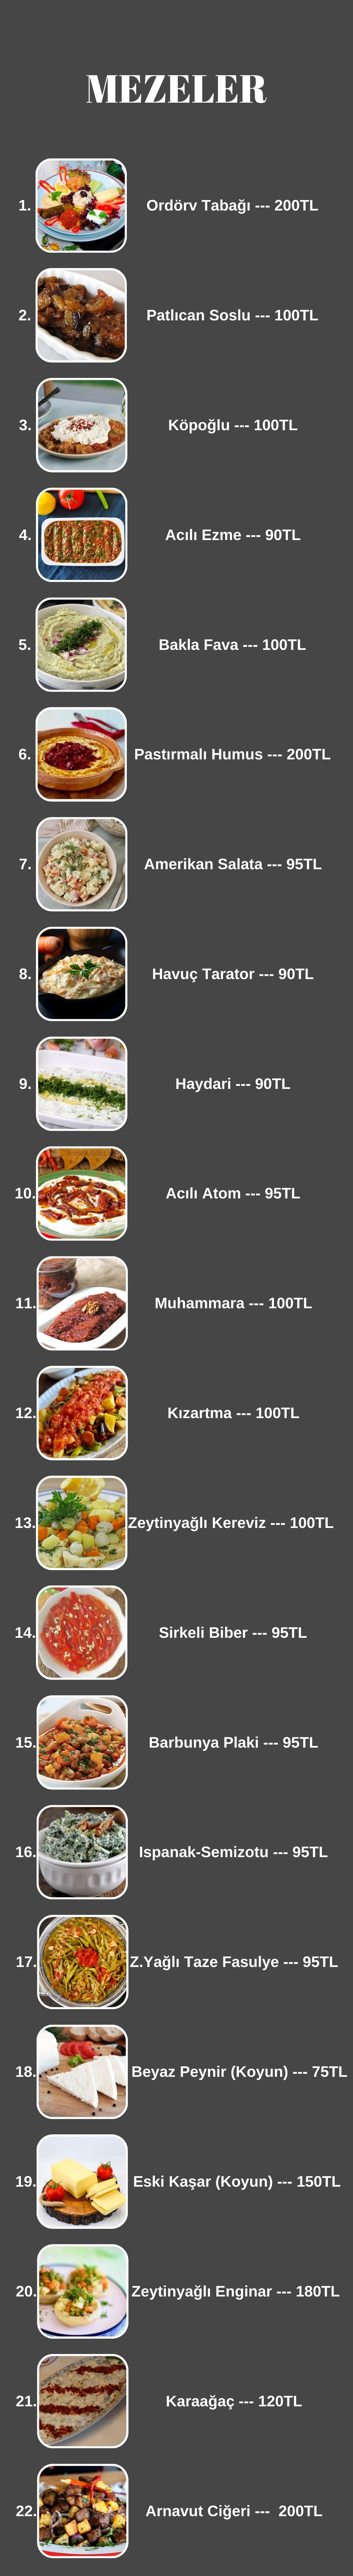 MEZELER
1. Ordörv Tabağı --- 200TL
2. Patlıcan Soslu --- 100TL
3. Köpoğlu --- 100TL
4. Acılı Ezme --- 90TL
5. Bakla Fava --- 100TL
6. Pastırmalı Humus --- 200TL
7. Amerikan Salata --- 95TL
8. Havuç Tarator --- 90TL
9. Haydari --- 90TL
10. Acılı Atom --- 95TL
11. Muhammara --- 100TL
12. Kızartma --- 100TL
13. Zeytinyağlı Kereviz --- 100TL
14. Sirkeli Biber --- 95TL
15. Barbunya Plaki --- 95TL
16. Ispanak-Semizotu --- 95TL
17. Z.Yağlı Taze Fasulye --- 95TL
18. Beyaz Peynir (Koyun) --- 75TL
19. Eski Kaşar (Koyun) --- 150TL
20. Zeytinyağlı Enginar --- 180TL
21. Karaağaç --- 120TL
22. Arnavut Ciğeri ---  200TL